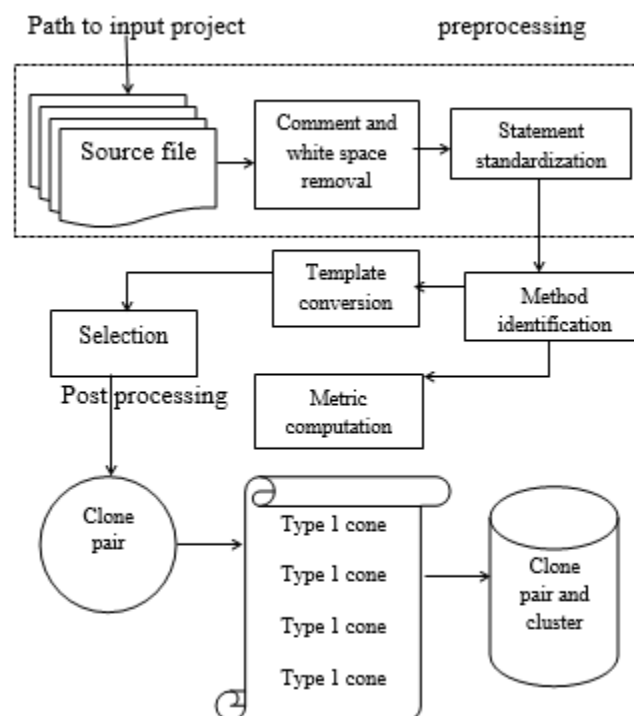 Path to input project
preprocessing
Source file
Comment and
white space
removal
Statement
standardization
Template
conversion
Method
identification
Selection
Post processing
Metric
computation
Clone
pair
Type 1 cone
Type 1 cone
Type 1 cone
Type 1 cone
Clone
pair and
cluster